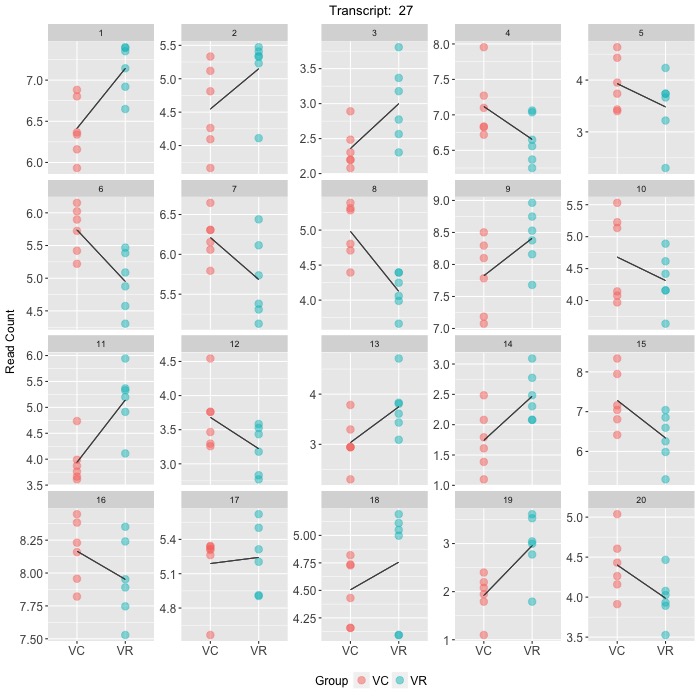 Transcript: 27
1 2 3 4 5
7.0 6.5 6.0
5.5 5.0 4.5 4.0
3.5 3.0 2.5 2.0
8.0 7.5 7.0 6.5
4 3
6 7 8 9 10
6.0 5.5 5.0 4.5
6.5 6.0 5.5
5.0 4.5 4.0
9.0 8.5 8.0 7.5 7.0
5.5 5.0 4.5 4.0
Read Count
11 12 13 14 15
6.0 5.5 5.0 4.5 4.0 3.5
4.5 4.0 3.5 3.0
4 3
3.0 2.5 2.0 1.5 1.0
8 7 6
16 17 18 19 20
8.25 8.00 7.75 7.50
5.4 5.1 4.8
5.00 4.75 4.50 4.25
3 2 1
5.0 4.5 4.0 3.5
VC VR VC VR VC VR VC VR VC VR
Group VC VR